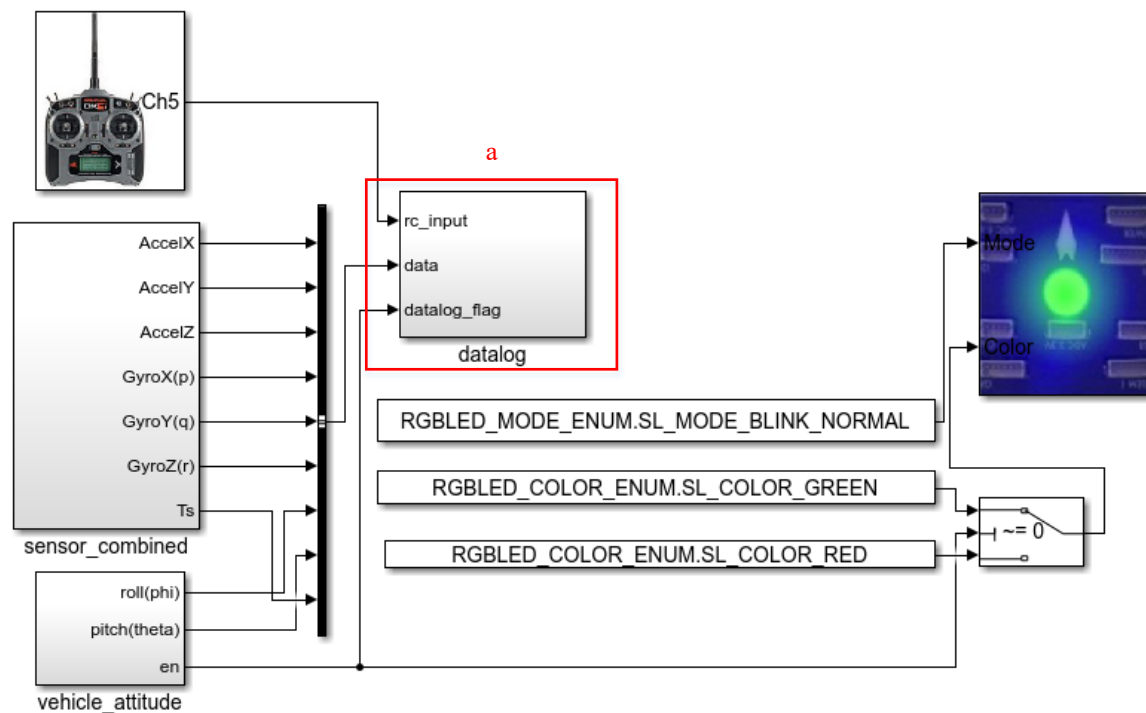 Ch5
a
rc_input
data
datalog_flag
datalog
AccelX
AccelY
AccelZ
GyroX(p)
GyroY(q)
GyroZ(r)
Ts
sensor_combined
roll(phi)
pitch(theta)
en
vehicle_attitude
RGBLED_MODE_ENUM.SL_MODE_BLINK_NORMAL
RGBLED_COLOR_ENUM.SL_COLOR_GREEN
RGBLED_COLOR_ENUM.SL_COLOR_RED
~= 0
Mode
Color